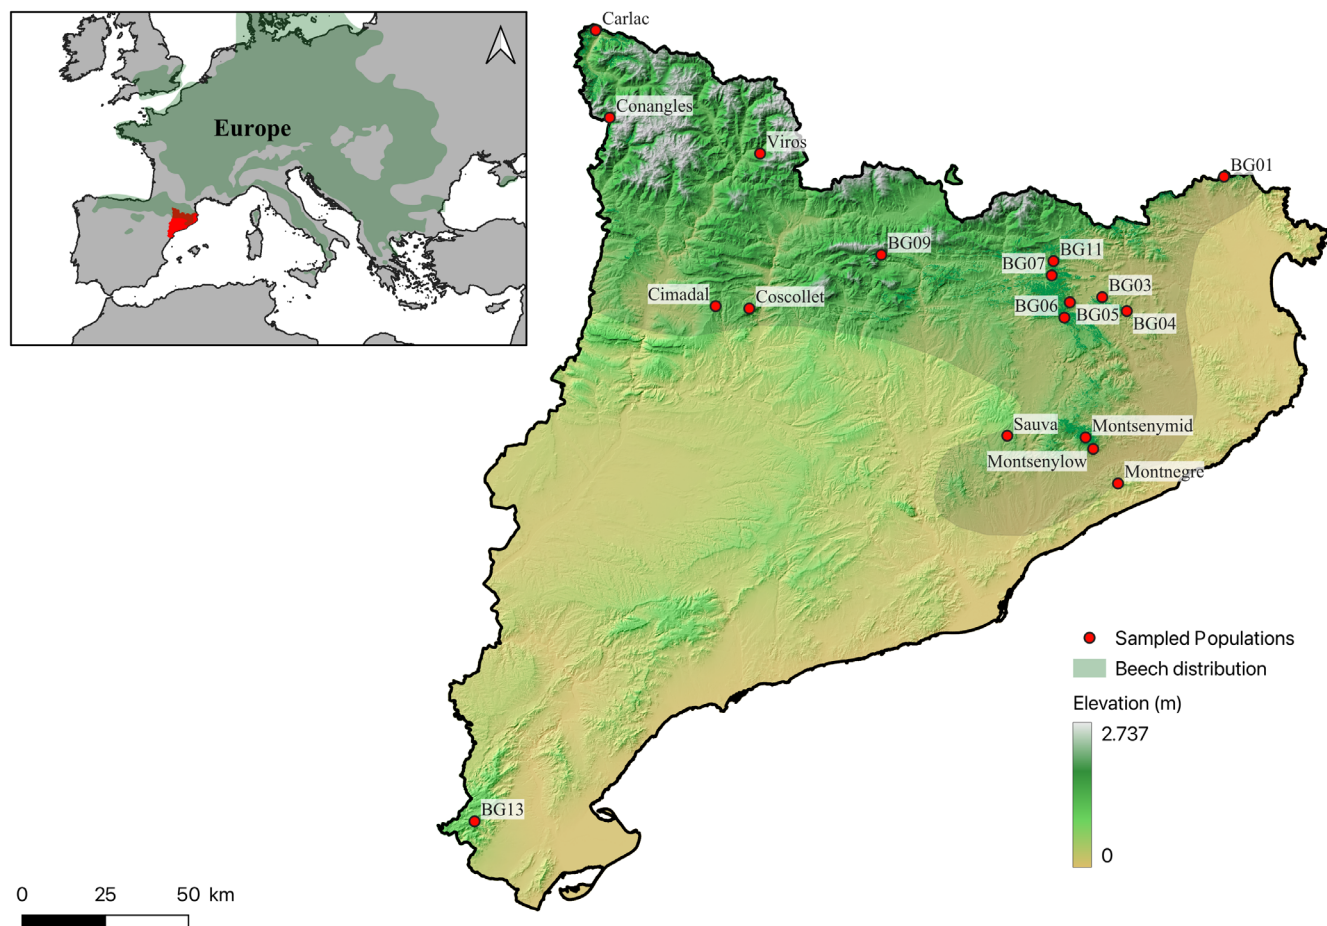 Europe
Carlac
Conangles
Viros
BG01
BG09
BG11
BG07
Cimadal
Coscollet
BG03
BG06
BG05
BG04
Sauva
Montsenymid
Montsenylow
Montnegre
Sampled Populations
Beech distribution
Elevation (m)
2.737
0
BG13
0 25 50 km